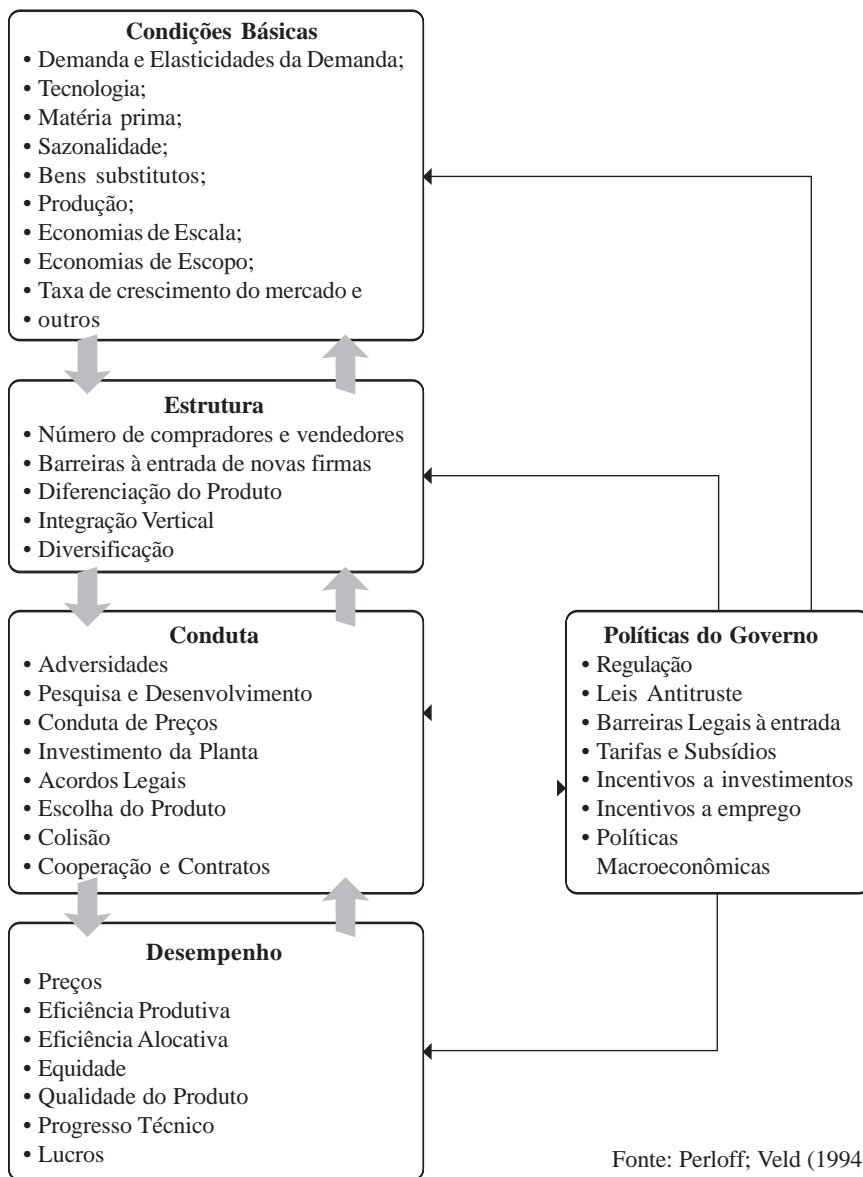 Condições Básicas
• Demanda e Elasticidades da Demanda;
• Tecnologia;
• Matéria prima;
• Sazonalidade;
• Bens substitutos;
• Produção;
• Economias de Escala;
• Economias de Escopo;
• Taxa de crescimento do mercado e
• outros
Estrutura
• Número de compradores e vendedores
• Barreiras à entrada de novas firmas
• Diferenciação do Produto
• Integração Vertical
• Diversificação
Conduta
• Adversidades
• Pesquisa e Desenvolvimento
• Conduta de Preços
• Investimento da Planta
• Acordos Legais
• Escolha do Produto
• Colisão
• Cooperação e Contratos
Políticas do Governo
• Regulação
• Leis Antitruste
• Barreiras Legais à entrada
• Tarifas e Subsídios
• Incentivos a investimentos
• Incentivos a emprego
• Políticas
Macroeconômicas
Desempenho
• Preços
• Eficiência Produtiva
• Eficiência Alocativa
• Equidade
• Qualidade do Produto
• Progresso Técnico
• Lucros
Fonte: Perloff; Veld (1994